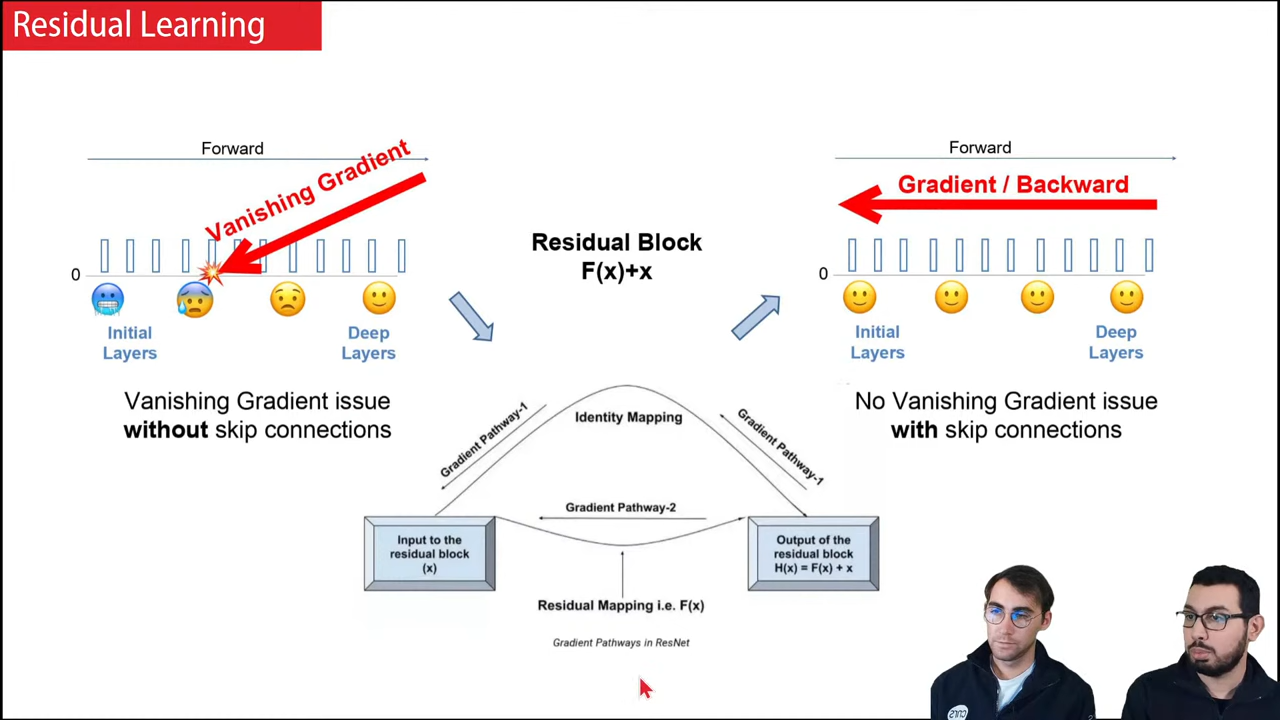 Residual Learning
Forward
Vanishing Gradient
0
Initial
Layers
Deep
Layers
Vanishing Gradient issue
without skip connections
Residual Block
F(x)+x
Forward
Gradient / Backward
0
Initial
Layers
Deep
Layers
No Vanishing Gradient issue
with skip connections
Identity Mapping
Gradient Pathway-1
Gradient Pathway-1
Gradient Pathway-2
Input to the
residual block
(x)
Output of the
residual block
H(x) = F(x) + x
Residual Mapping i.e. F(x)
Gradient Pathways in ResNet